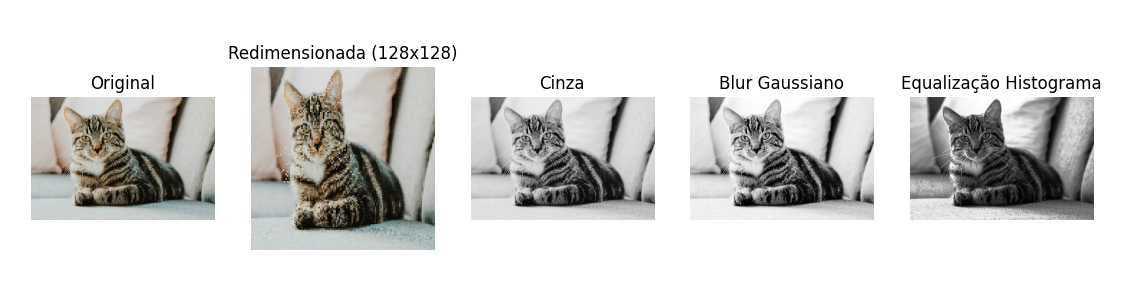 Original
Redimensionada (128x128)
Cinza
Blur Gaussiano
Equalização Histograma